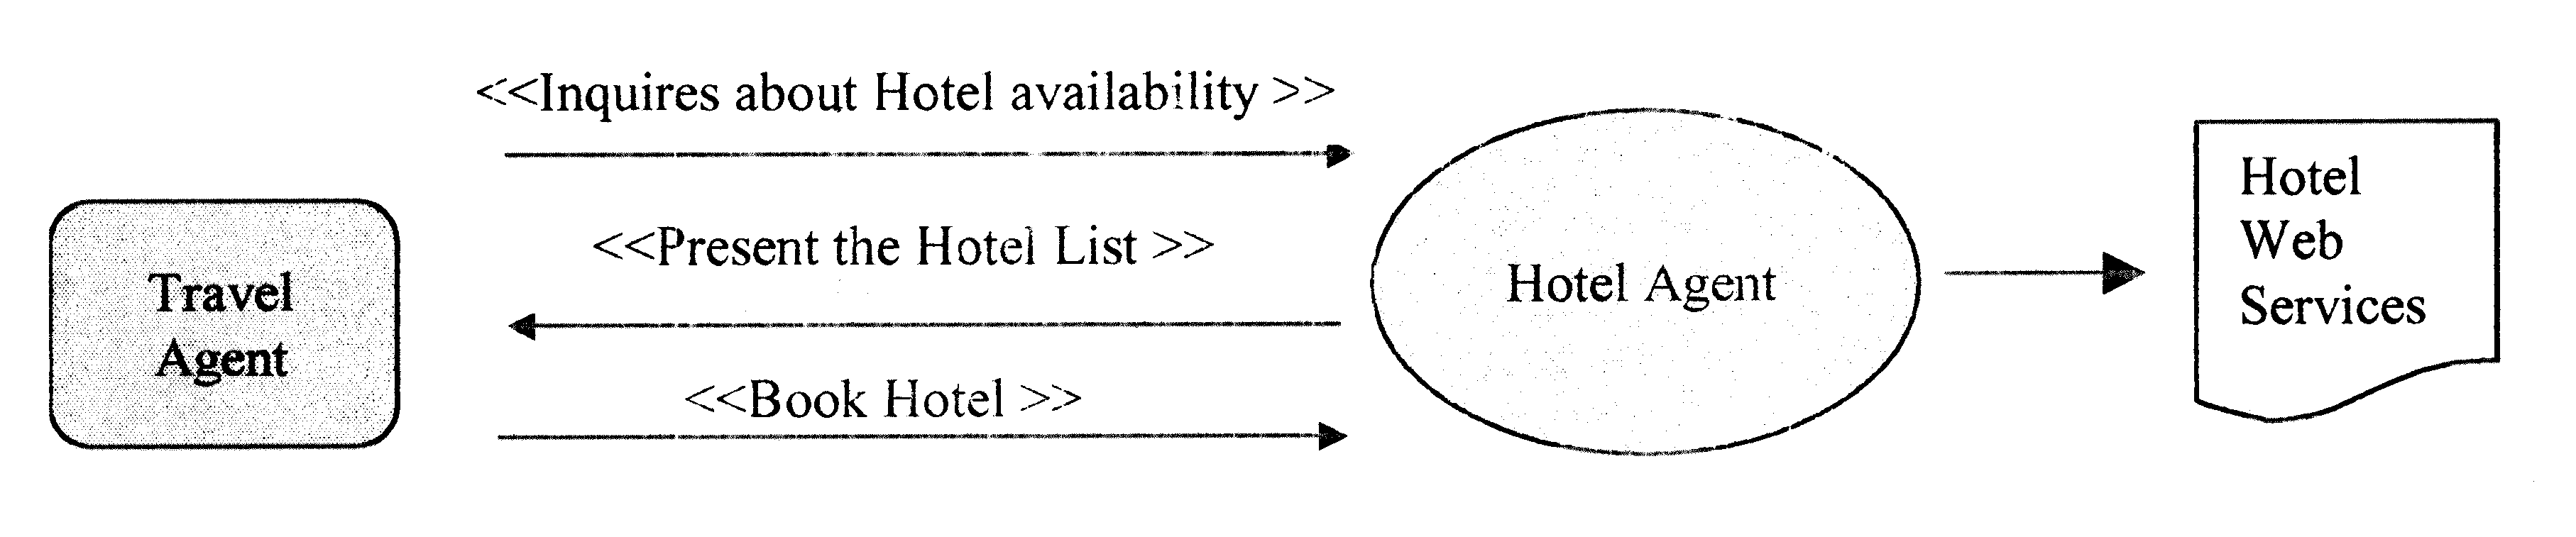 <<Inquires about Hotel availability >>
<<Present the Hotel List >>
<<Book Hotel >>
Travel
Agent
Hotel Agent
Hotel
Web
Services